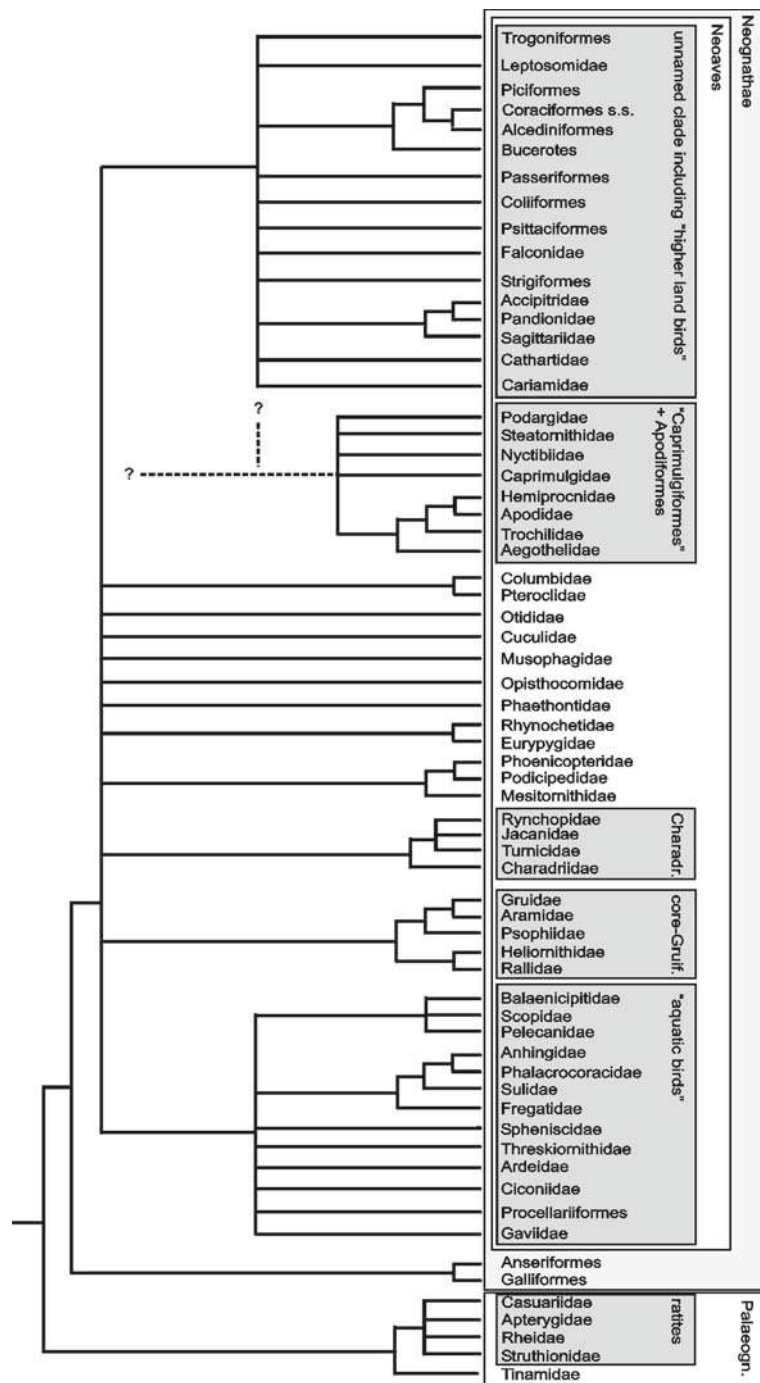 Neognathae
Neoaves
unnamed clade including "higher land birds"
Trogoniformes
Leptosomidae
Piciformes
Coraciformes s.s.
Alcediniformes
Bucerotes
Passeriformes
Colliformes
Psittaciformes
Falconidae
Strigiformes
Accipitridae
Pandionidae
Sagittariidae
Cathartidae
Cariamidae
?
?
"Caprimulgiformes"
+ Apodiformes
Podargidae
Steatornithidae
Nyctibiidae
Caprimulgidae
Hemiprocnidae
Apodidae
Trochilidae
Aegothelidae
Columbidae
Pteroclidae
Otididae
Cuculidae
Musophagidae
Opisthocomidae
Phaethontidae
Rhynochetidae
Eurypygidae
Phoenicopteridae
Podicipedidae
Mesitornithidae
Charadr.
Rynchopidae
Jacanidae
Turnicidae
Charadriidae
core-Gruif.
Gruidae
Aramidae
Psophiidae
Heliornithidae
Rallidae
"aquatic birds"
Balaenicipitidae
Scopidae
Pelecanidae
Anhingidae
Phalacrocoracidae
Sulidae
Fregatidae
Spheniscidae
Threskiornithidae
Ardeidae
Ciconiidae
Procellariiformes
Gaviidae
Anseriformes
Galliformes
Palaeogn.
ratites
Casuariidae
Apterygidae
Rheidae
Struthionidae
Tinamidae